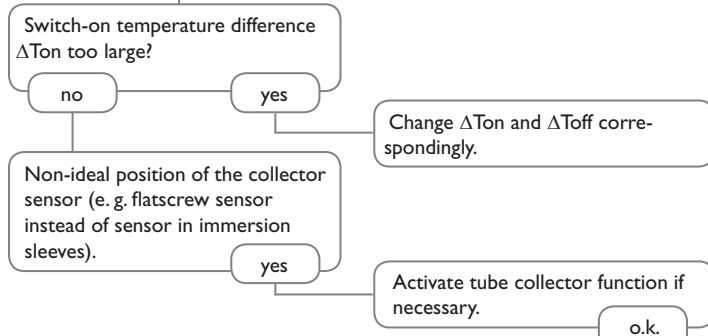 Switch-on temperature difference
ΔTon too large?
no
yes
Change ΔTon and ΔToff corre-
spondingly.
Non-ideal position of the collector
sensor (e. g. flatscrew sensor
instead of sensor in immersion
sleeves).
yes
Activate tube collector function if
necessary.
o.k.